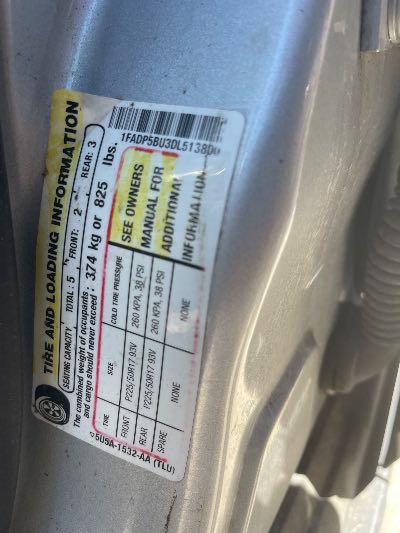 TIRE AND LOADING INFORMATION
SEATING CAPACITY TOTAL: 5 FRONT: 2 REAR: 3
The combined weight of occupants
and cargo should never exceed: 374 kg or 825 lbs.
TIRE SIZE COLD TIRE PRESSURE
FRONT P225/50R17 93V 260 KPA, 38 PSI
REAR P225/50R17 93V 260 KPA, 38 PSI
SPARE NONE NONE
SEE OWNERS
MANUAL FOR
ADDITIONAL
INFORMATION
5U5A-1532-AA (TLU)